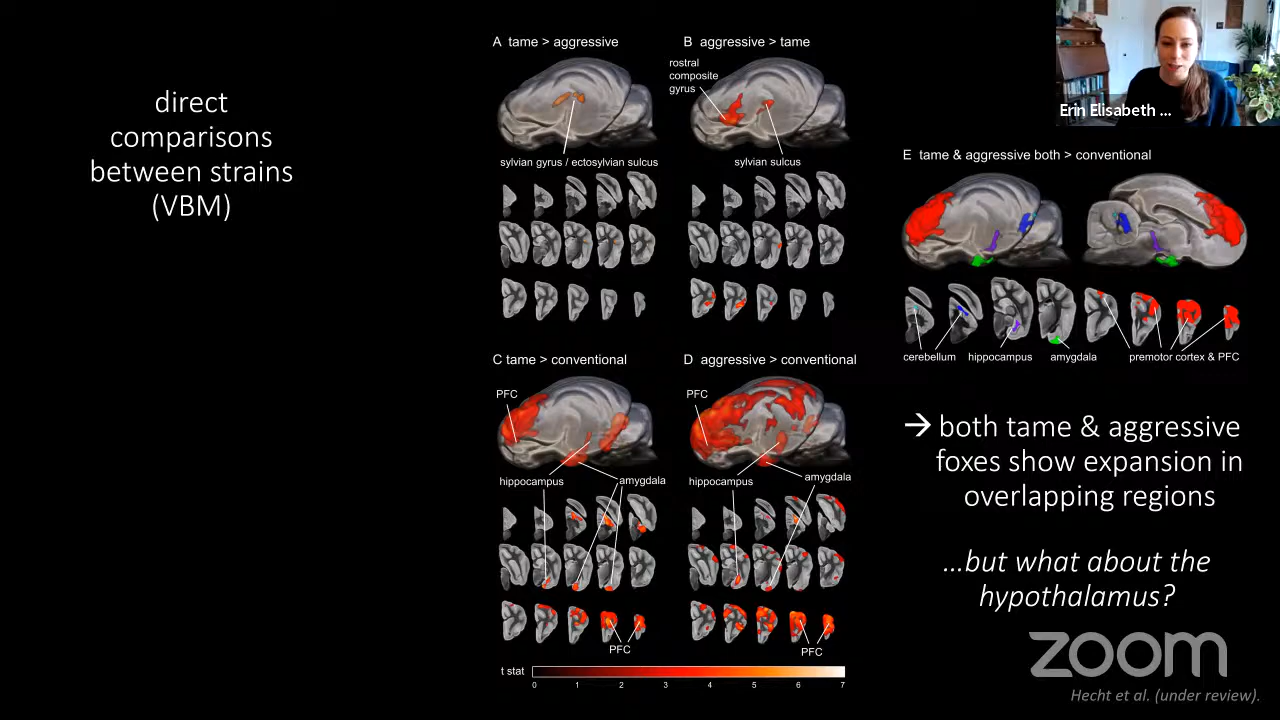 direct
comparisons
between strains
(VBM)
A tame > aggressive
sylvian gyrus / ectosylvian sulcus
B aggressive > tame
rostral
composite
gyrus
sylvian sulcus
C tame > conventional
PFC
hippocampus
amygdala
PFC
D aggressive > conventional
PFC
hippocampus
amygdala
PFC
t stat
0 1 2 3 4 5 6 7
Erin Elisabeth ...
E tame & aggressive both > conventional
cerebellum hippocampus amygdala premotor cortex & PFC
→ both tame & aggressive
foxes show expansion in
overlapping regions
...but what about the
hypothalamus?
zoom
Hecht et al. (under review).